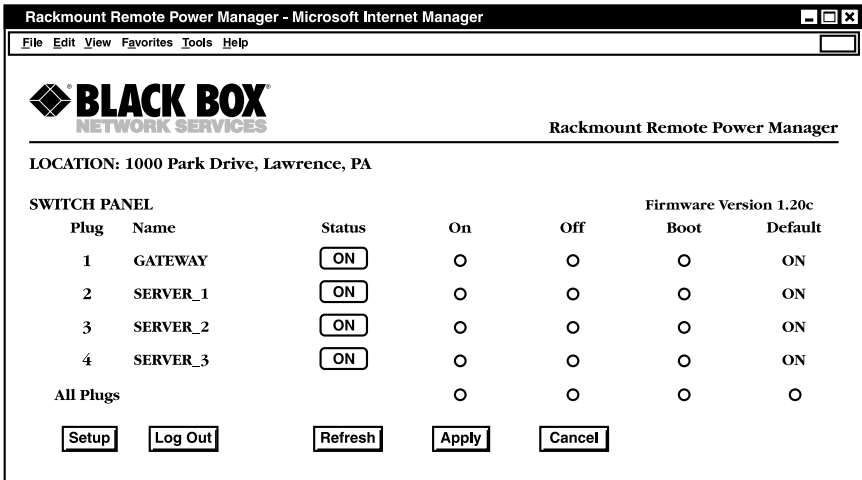 Rackmount Remote Power Manager - Microsoft Internet Manager
File Edit View Favorites Tools Help
BLACK BOX®
NETWORK SERVICES
Rackmount Remote Power Manager
LOCATION: 1000 Park Drive, Lawrence, PA
SWITCH PANEL Firmware Version 1.20c
Plug Name Status On Off Boot Default
1 GATEWAY ON ON
2 SERVER_1 ON ON
3 SERVER_2 ON ON
4 SERVER_3 ON ON
All Plugs
Setup Log Out Refresh Apply Cancel